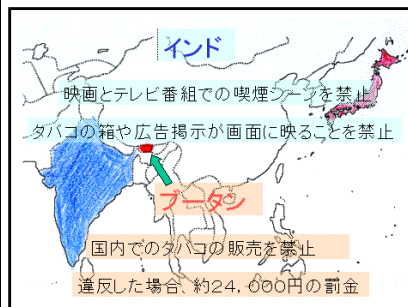 インド
映画とテレビ番組での喫煙シーンを禁止
タバコの箱や広告掲示が画面に映ることを禁止
ブータン
国内でのタバコの販売を禁止
違反した場合、約24,000円の罰金